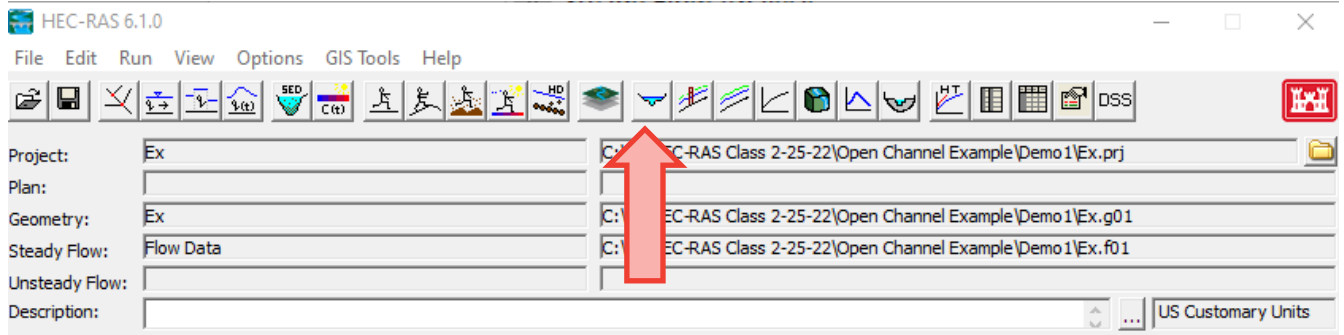 HEC-RAS 6.1.0
File Edit Run View Options GIS Tools Help
SED C(t) HD HT DSS
Project: Ex C:\ EC-RAS Class 2-25-22\Open Channel Example\Demo1\Ex.prj
Plan:
Geometry: Ex C:\ EC-RAS Class 2-25-22\Open Channel Example\Demo1\Ex.g01
Steady Flow: Flow Data C:\ EC-RAS Class 2-25-22\Open Channel Example\Demo1\Ex.f01
Unsteady Flow:
Description: ... US Customary Units